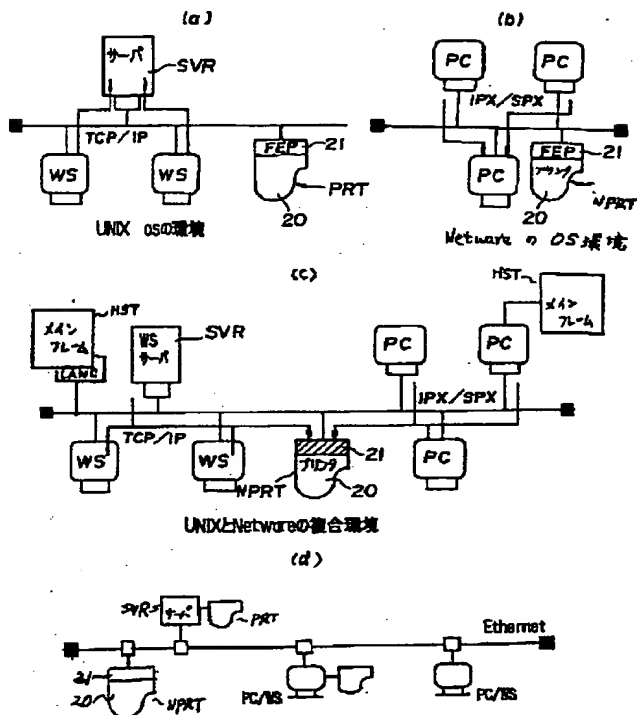 (a)
サーバ
SVR
TCP/IP
WS
WS
FEP
21
PRT
20
UNIX OSの環境
(b)
PC
PC
IPX/SPX
PC
FEP
21
プリンタ
NPRT
20
Netware の OS 環境
(c)
HST
メイン
フレーム
LANC
WS
サーバ
SVR
PC
PC
HST
メイン
フレーム
IPX/SPX
TCP/IP
WS
WS
21
プリンタ
NPRT
20
PC
UNIXとNetwareの複合環境
(d)
SVRS
サーバ
PRT
Ethernet
21
20
NPRT
PC/WS
PC/WS